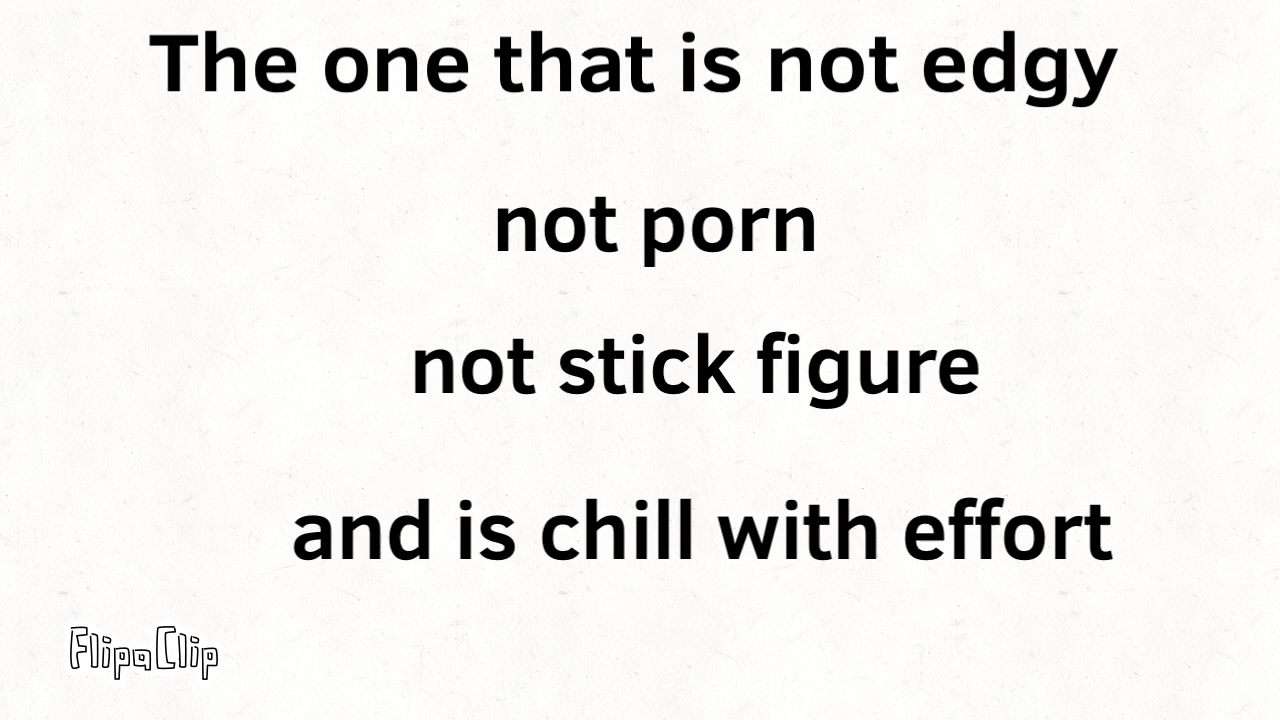 The one that is not edgy
not porn
not stick figure
and is chill with effort
FlipaClip